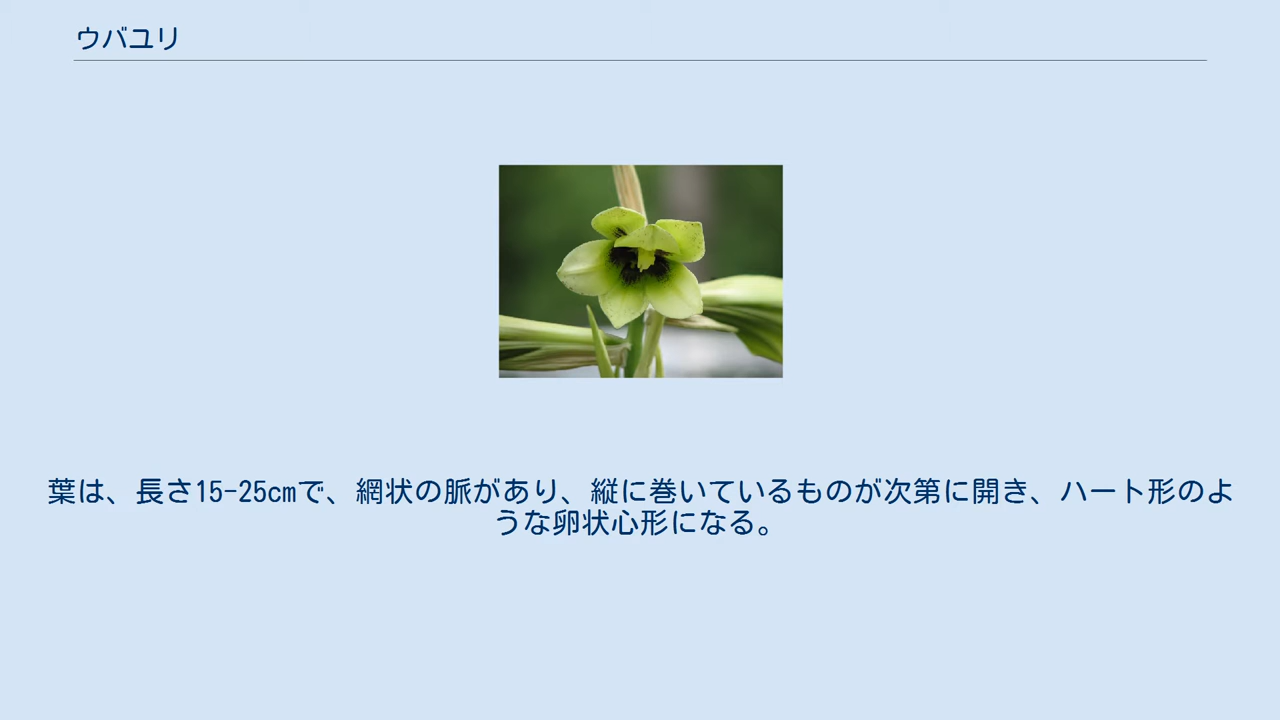 ウバユリ
葉は、長さ15-25cmで、網状の脈があり、縦に巻いているものが次第に開き、ハート形のよ
うな卵状心形になる。